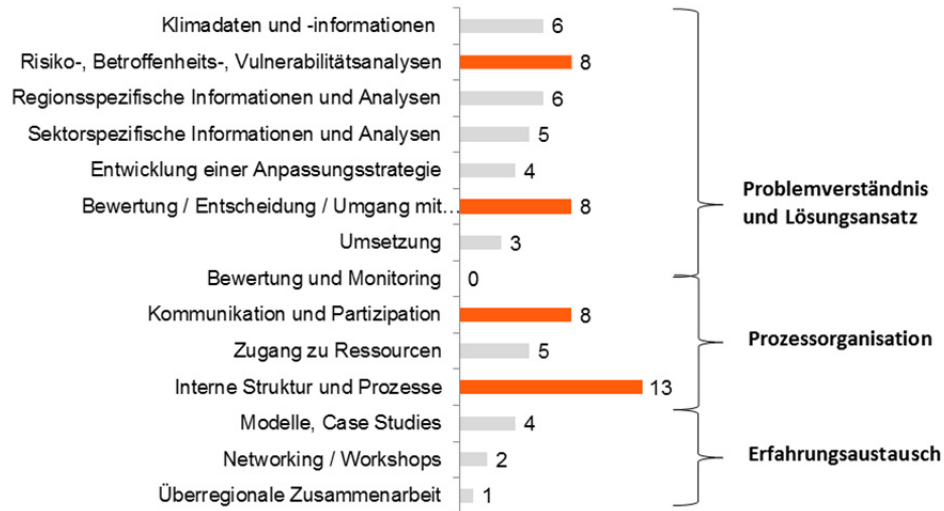 Klimadaten und -informationen 6
Risiko-, Betroffenheits-, Vulnerabilitätsanalysen 8
Regionsspezifische Informationen und Analysen 6
Sektorspezifische Informationen und Analysen 5
Entwicklung einer Anpassungsstrategie 4
Bewertung / Entscheidung / Umgang mit… 8
Umsetzung 3
Bewertung und Monitoring 0
Kommunikation und Partizipation 8
Zugang zu Ressourcen 5
Interne Struktur und Prozesse 13
Modelle, Case Studies 4
Networking / Workshops 2
Überregionale Zusammenarbeit 1
Problemverständnis
und Lösungsansatz
Prozessorganisation
Erfahrungsaustausch